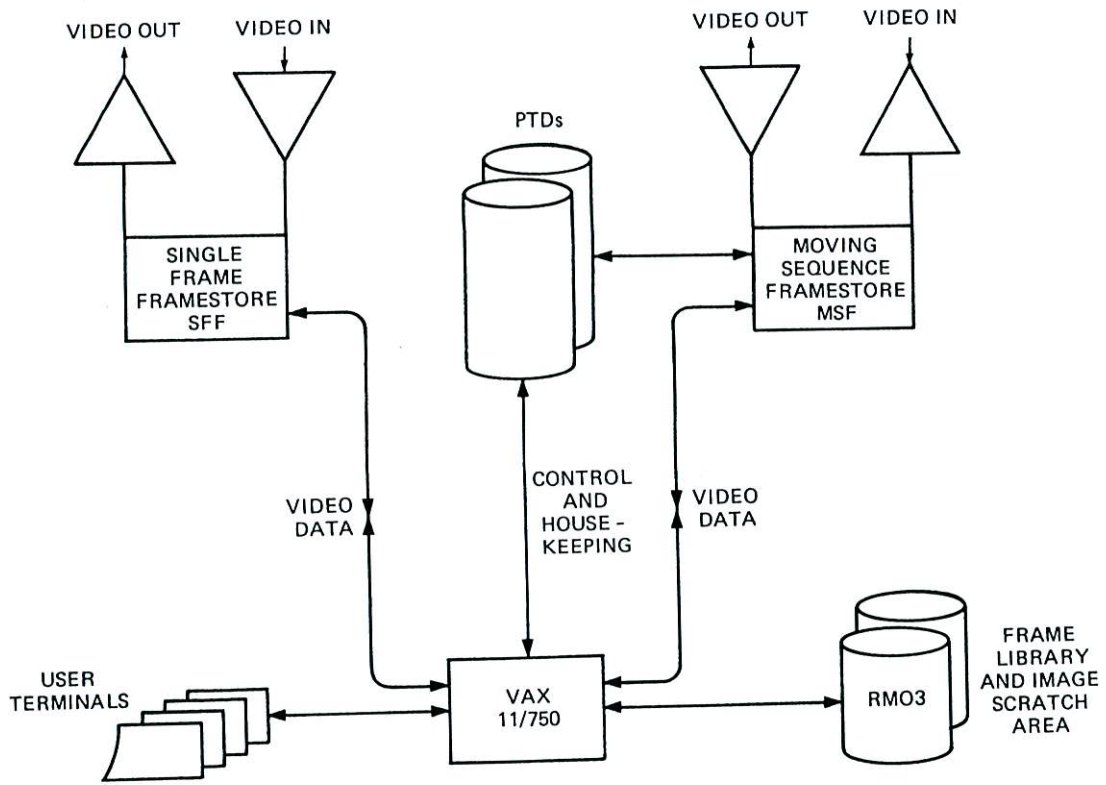 VIDEO OUT
VIDEO IN
VIDEO OUT
VIDEO IN
PTDs
SINGLE
FRAME
FRAMESTORE
SFF
MOVING
SEQUENCE
FRAMESTORE
MSF
VIDEO
DATA
CONTROL
AND
HOUSE -
KEEPING
VIDEO
DATA
USER
TERMINALS
VAX
11/750
RMO3
FRAME
LIBRARY
AND IMAGE
SCRATCH
AREA